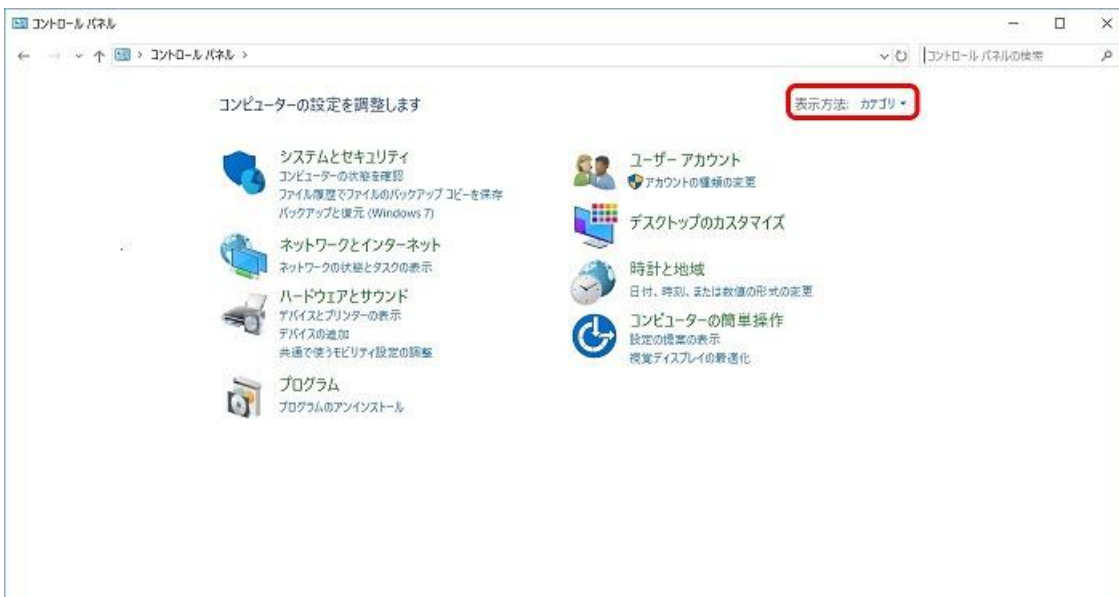 コントロール パネル
コントロール パネル
コントロール パネルの検索
コンピューターの設定を調整します
表示方法: カテゴリ
システムとセキュリティ
コンピューターの状態を確認
ファイル履歴でファイルのバックアップ コピーを保存
バックアップと復元 (Windows 7)
ネットワークとインターネット
ネットワークの状態とタスクの表示
ハードウェアとサウンド
デバイスとプリンターの表示
デバイスの追加
共通で使うモビリティ設定の調整
プログラム
プログラムのアンインストール
ユーザー アカウント
アカウントの種類の変更
デスクトップのカスタマイズ
時計と地域
日付、時刻、または数値の形式の変更
コンピューターの簡単操作
設定の提案の表示
視覚ディスプレイの最適化